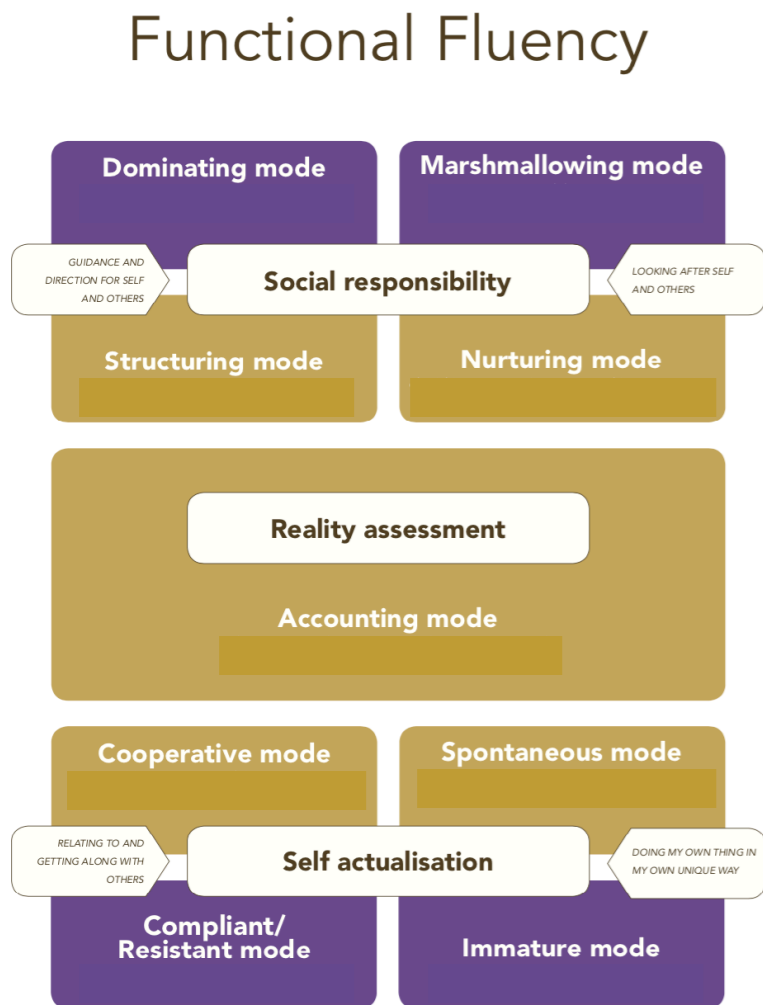 Functional Fluency
Dominating mode
Marshmallowing mode
GUIDANCE AND
DIRECTION FOR SELF
AND OTHERS
Social responsibility
LOOKING AFTER SELF
AND OTHERS
Structuring mode
Nurturing mode
Reality assessment
Accounting mode
Cooperative mode
Spontaneous mode
RELATING TO AND
GETTING ALONG WITH
OTHERS
Self actualisation
DOING MY OWN THING IN
MY OWN UNIQUE WAY
Compliant/
Resistant mode
Immature mode